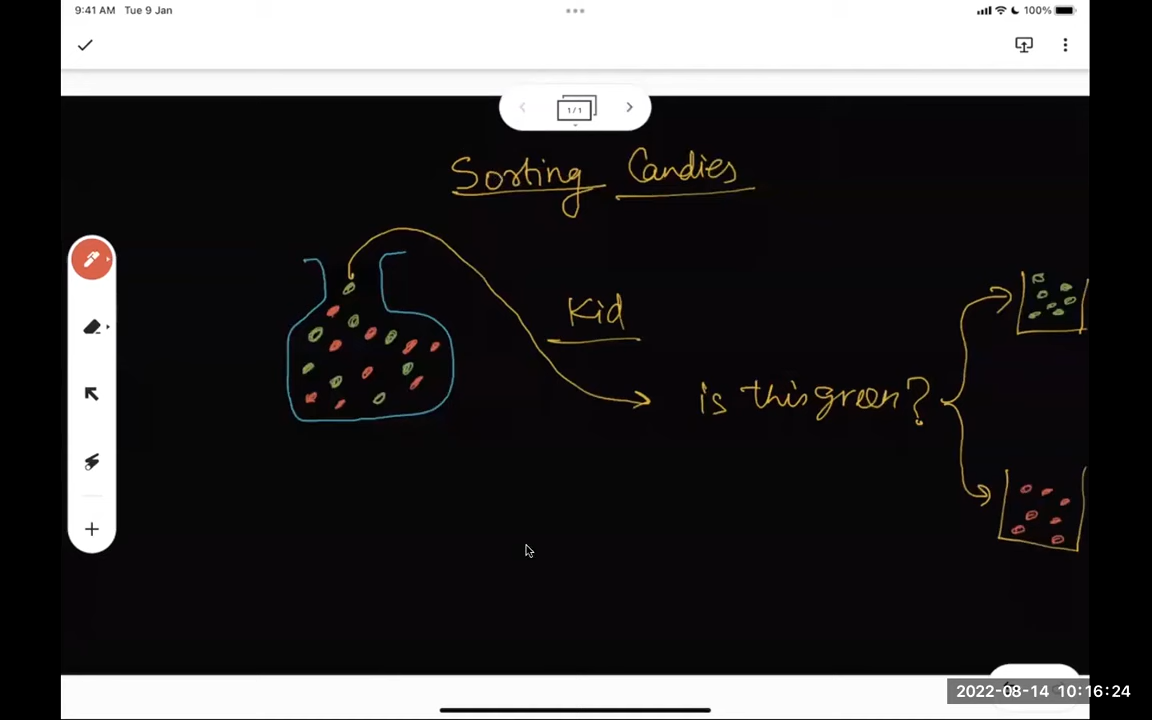 9:41 AM Tue 9 Jan
100%
1/1
Sorting Candies
Kid
is this green?
2022-08-14 10:16:24